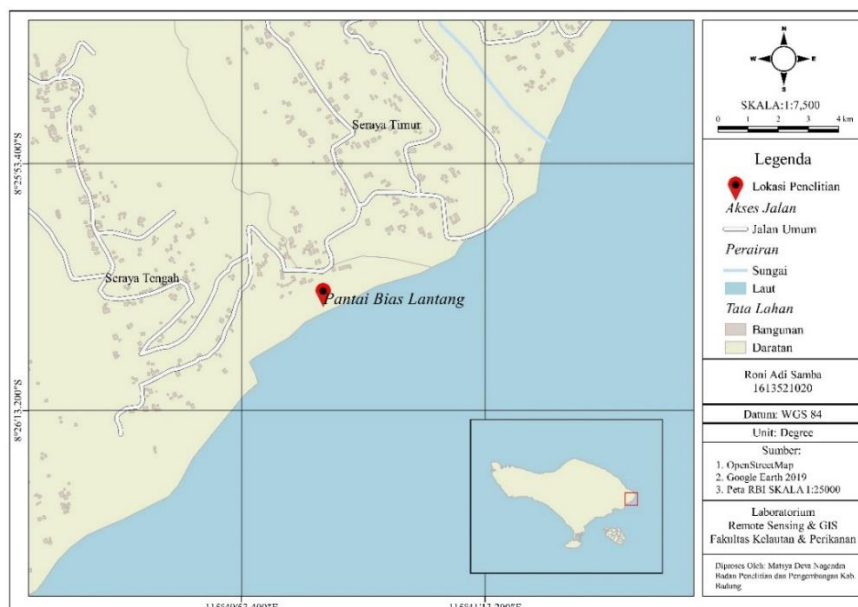 Seraya Timut
Seraya Tengah
Pantai Bias Lantang
8°25'53,400"S
8°26'13,200"S
N
W E
S
SKALA:1:7,500
0 1 2 3 4 km
Legenda
Lokasi Penelitian
Akses Jalan
Jalan Umum
Perairan
Sungai
Laut
Tata Lahan
Bangunan
Daratan
Roni Adi Samba
1613521020
Datum: WGS 84
Unit: Degree
Sumber:
1. OpenStreetMap
2. Google Earth 2019
3. Peta RBI SKALA 1:25000
Laboratorium
Remote Sensing & GIS
Fakultas Kelautan & Perikanan
Diproses Oleh: Matsya Deva Nagendra
Badan Penelitian dan Pengembangan Kab.
Badung